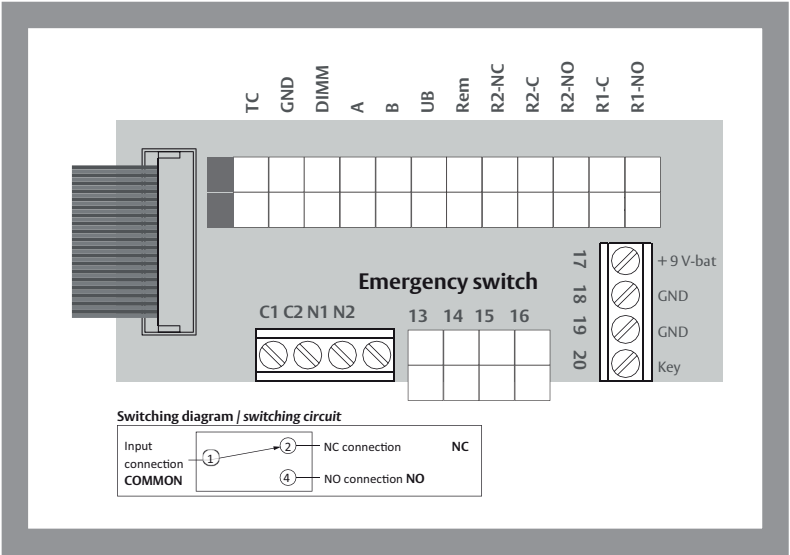 TC GND DIMM A B UB Rem R2-NC R2-C R2-NO R1-C R1-NO
Emergency switch
C1 C2 N1 N2
13 14 15 16
17 + 9 V-bat
18 GND
19 GND
20 Key
Switching diagram / switching circuit
Input
connection
COMMON
1
2 NC connection NC
4 NO connection NO